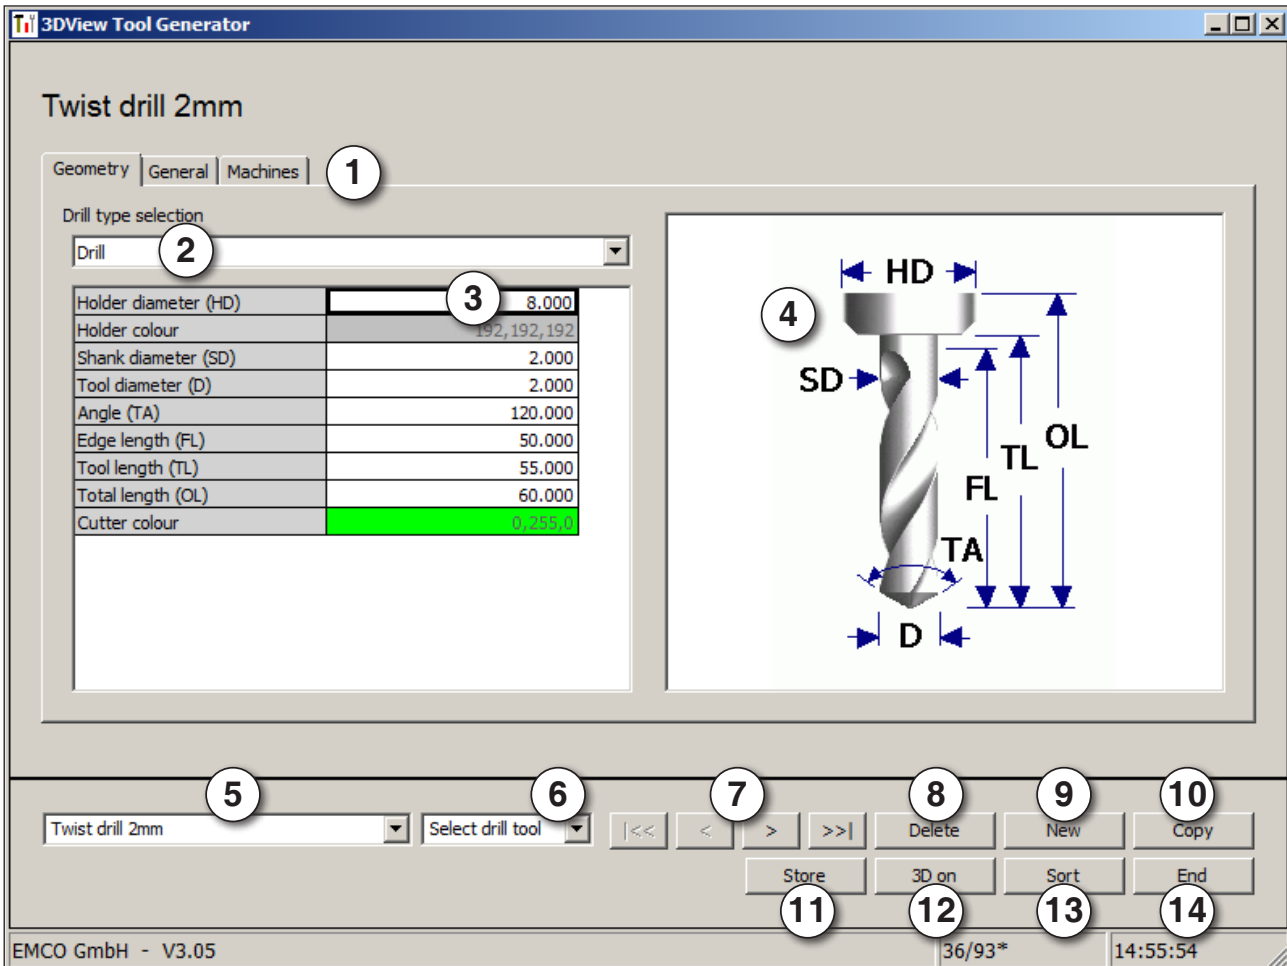 3DView Tool Generator
Twist drill 2mm
Geometry General Machines 1
Drill type selection
Drill 2
Holder diameter (HD) 8.000 3
Holder colour 192,192,192
Shank diameter (SD) 2.000
Tool diameter (D) 2.000
Angle (TA) 120.000
Edge length (FL) 50.000
Tool length (TL) 55.000
Total length (OL) 60.000
Cutter colour 0,255,0
HD
4
SD
OL
TL
FL
TA
D
5 6 7 8 9 10
Twist drill 2mm Select drill tool |<< < > >>| Delete New Copy
Store 3D on Sort End
11 12 13 14
EMCO GmbH - V3.05 36/93* 14:55:54